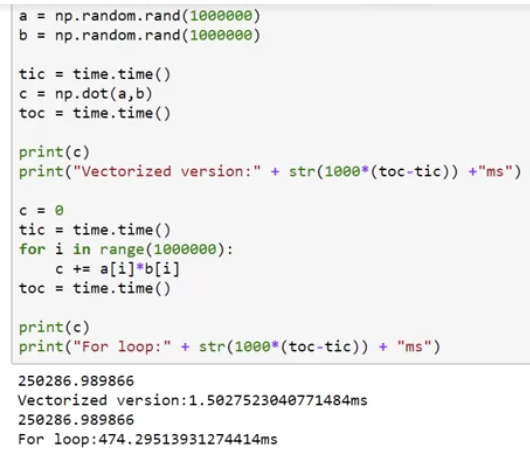 a = np.random.rand(1000000)
b = np.random.rand(1000000)
tic = time.time()
c = np.dot(a,b)
toc = time.time()
print(c)
print("Vectorized version:" + str(1000*(toc-tic)) +"ms")
c = 0
tic = time.time()
for i in range(1000000):
    c += a[i]*b[i]
toc = time.time()
print(c)
print("For loop:" + str(1000*(toc-tic)) + "ms")
250286.989866
Vectorized version:1.5027523040771484ms
250286.989866
For loop:474.29513931274414ms